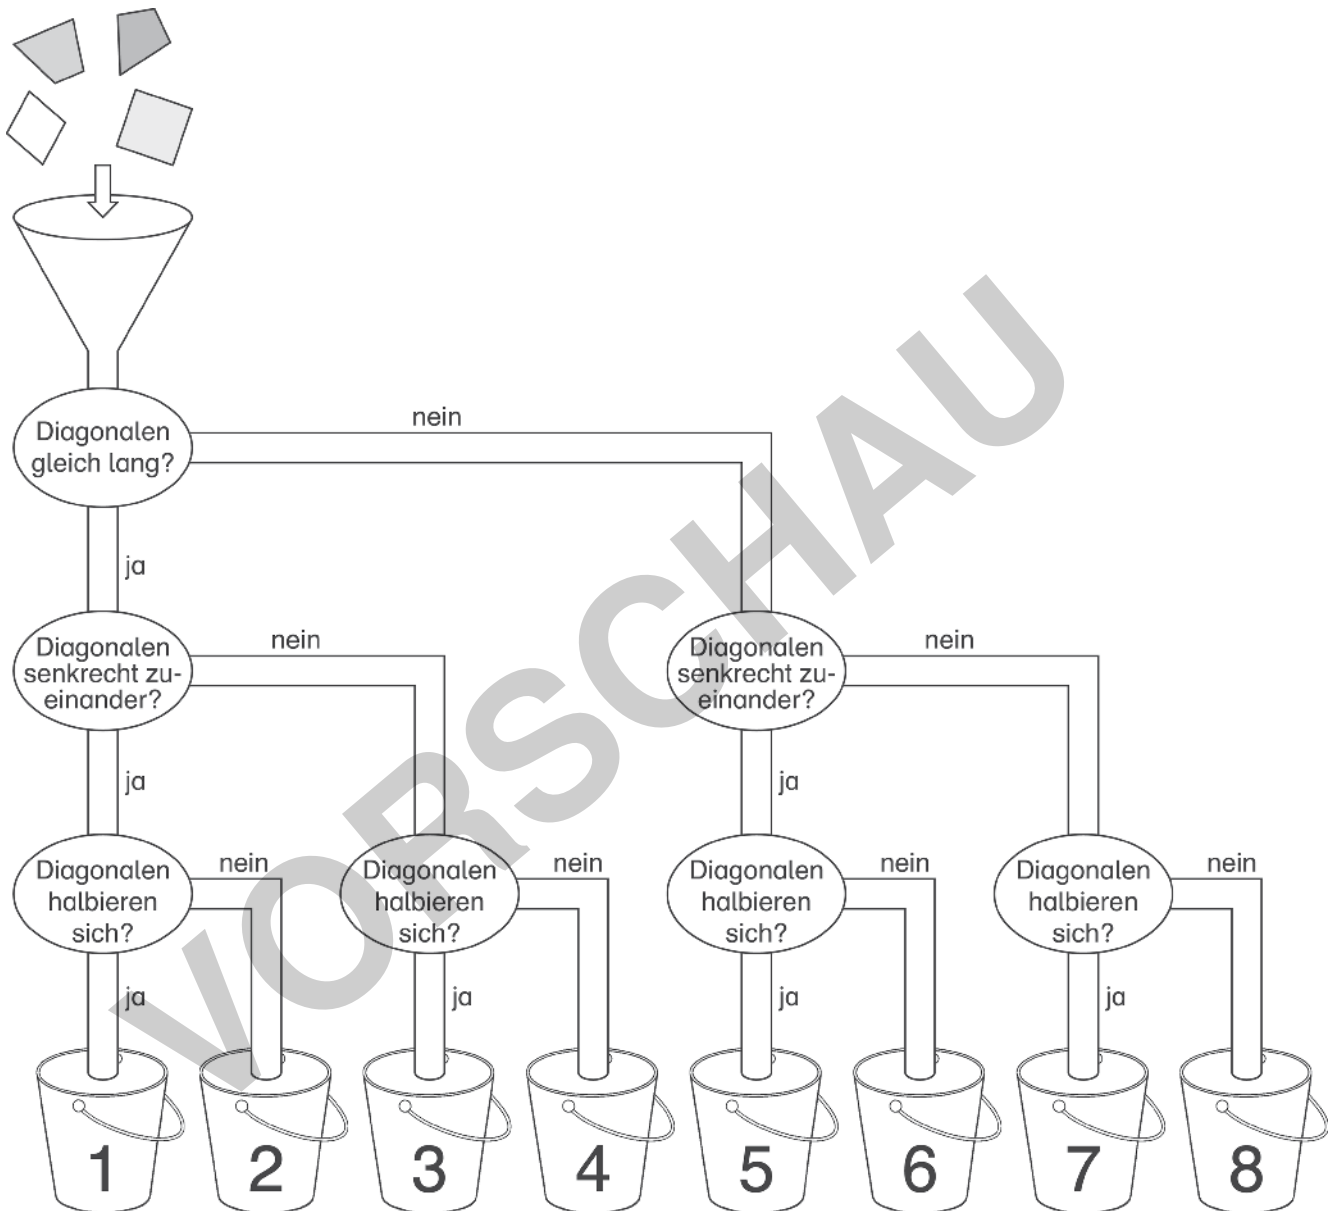 nein
Diagonalen
gleich lang?
ja
Diagonalen
senkrecht zu-
einander?
nein
Diagonalen
senkrecht zu-
einander?
nein
ja
ja
Diagonalen
halbieren
sich?
nein
Diagonalen
halbieren
sich?
nein
Diagonalen
halbieren
sich?
nein
Diagonalen
halbieren
sich?
nein
ja
ja
ja
ja
1
2
3
4
5
6
7
8
VORSCHAU